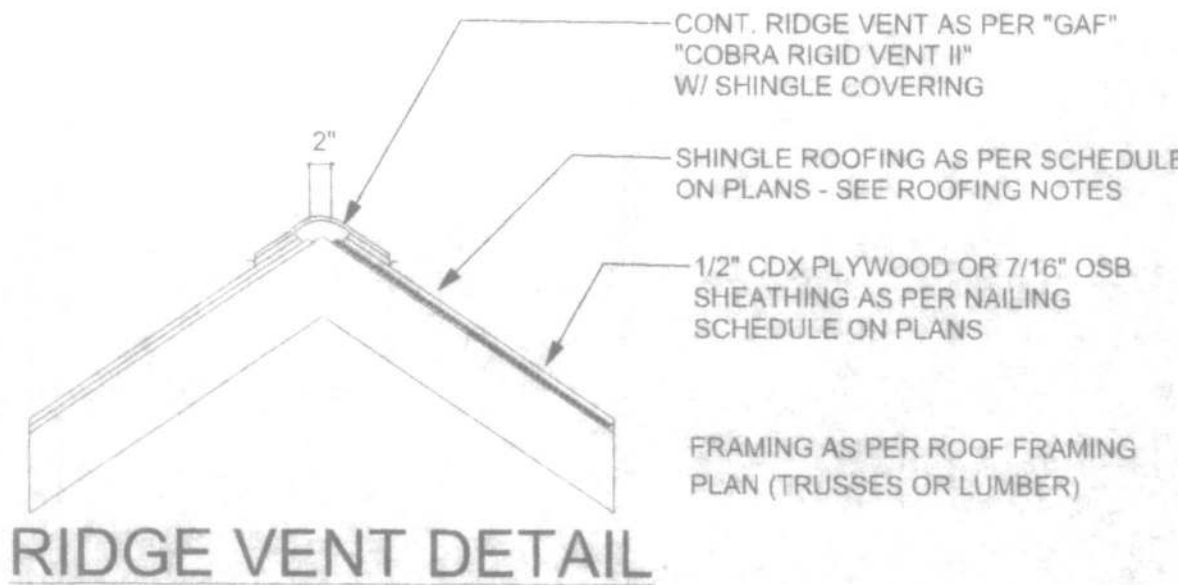 CONT. RIDGE VENT AS PER "GAF"
"COBRA RIGID VENT II"
W/ SHINGLE COVERING
2"
SHINGLE ROOFING AS PER SCHEDULE
ON PLANS - SEE ROOFING NOTES
1/2" CDX PLYWOOD OR 7/16" OSB
SHEATHING AS PER NAILING
SCHEDULE ON PLANS
FRAMING AS PER ROOF FRAMING
PLAN (TRUSSES OR LUMBER)
RIDGE VENT DETAIL